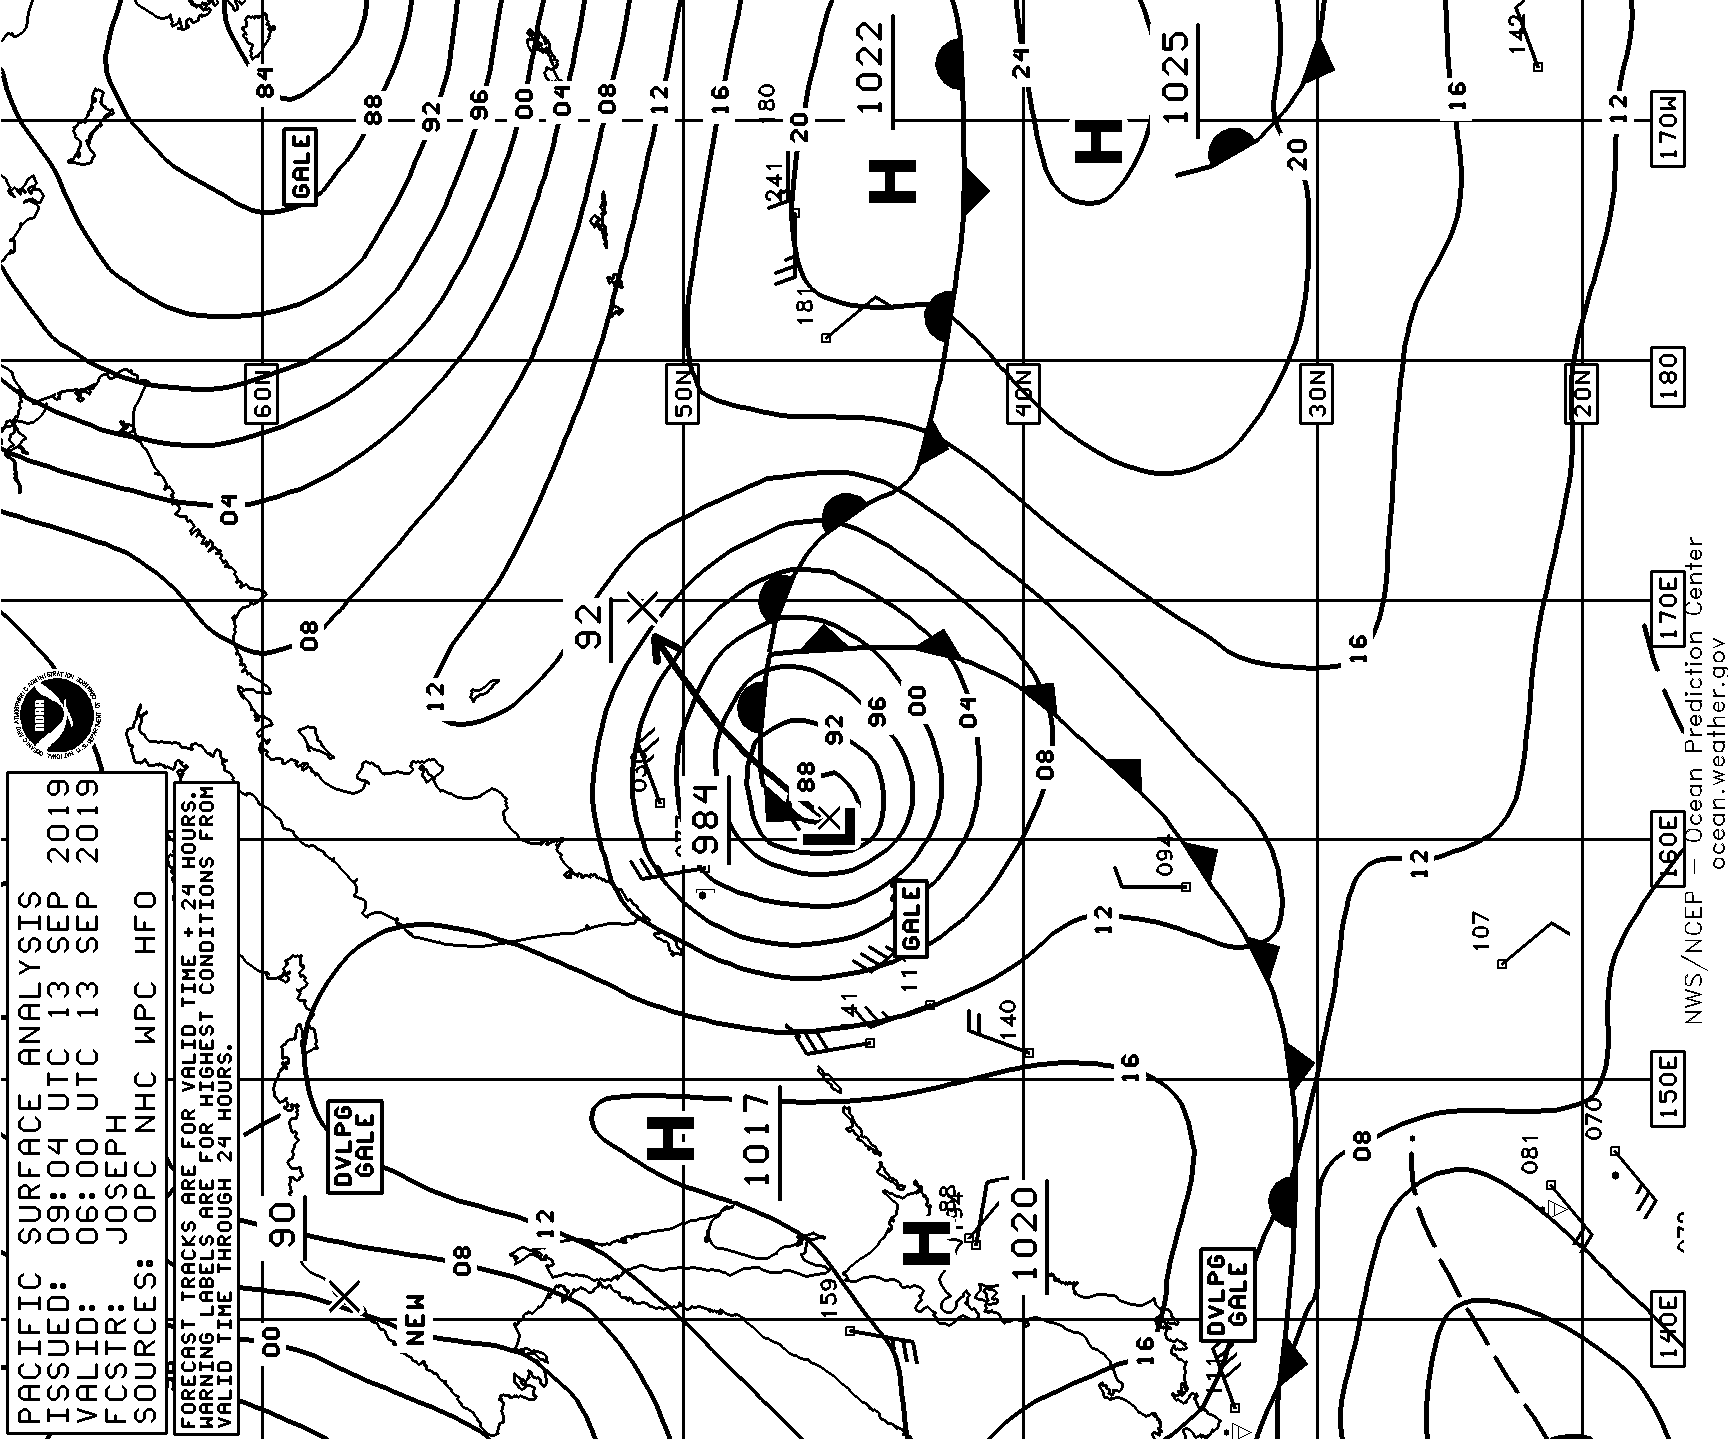 PACIFIC SURFACE ANALYSIS
ISSUED: 09:04 UTC 13 SEP 2019
VALID: 06:00 UTC 13 SEP 2019
FCSTR: JOSEPH
SOURCES: OPC NHC WPC HFO
FORECAST TRACKS ARE FOR VALID TIME + 24 HOURS.
WARNING LABELS ARE FOR HIGHEST CONDITIONS FROM
VALID TIME THROUGH 24 HOURS.
90
NEW
00
08
12
DVLPG
GALE
H
1017
159
H
1020
16
DVLPG
GALE
140E
150E
160E
170E
180
170W
60N
50N
40N
30N
20N
08
081
070
16
140
41
11
GALE
12
094
107
12
984
L
88
92
96
00
04
08
92
12
08
04
16
181
241
180
H
1022
H
1025
20
24
20
16
12
142
GALE
84
88
92
96
00
04
08
12
16
NWS/NCEP – Ocean Prediction Center
ocean.weather.gov